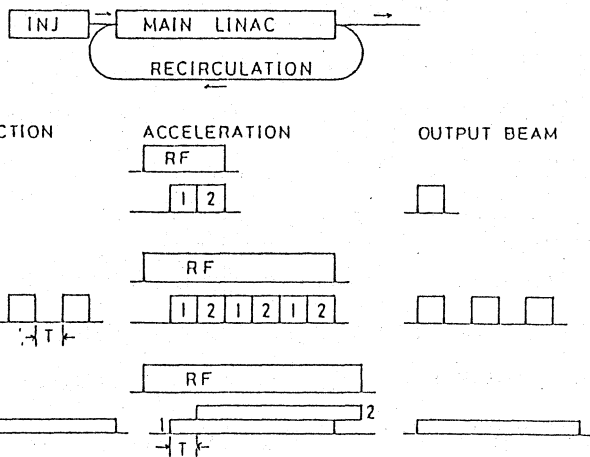 INJ MAIN LINAC
RECIRCULATION
CTION ACCELERATION OUTPUT BEAM
RF
1 2
RF
1 2 1 2 1 2
T
RF
1 2
T